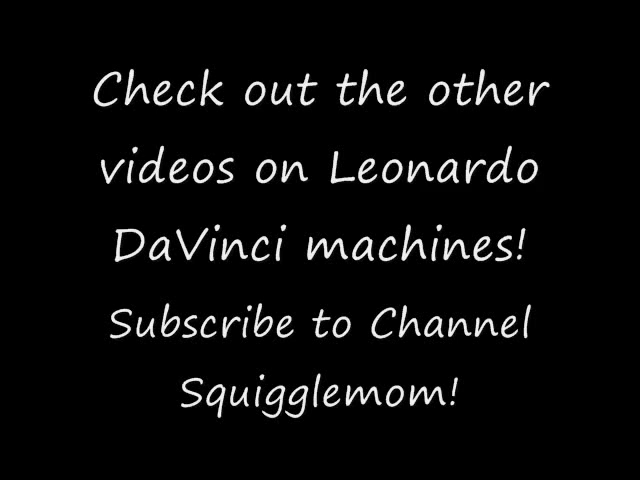 Check out the other
videos on Leonardo
DaVinci machines!
Subscribe to Channel
Squigglemom!